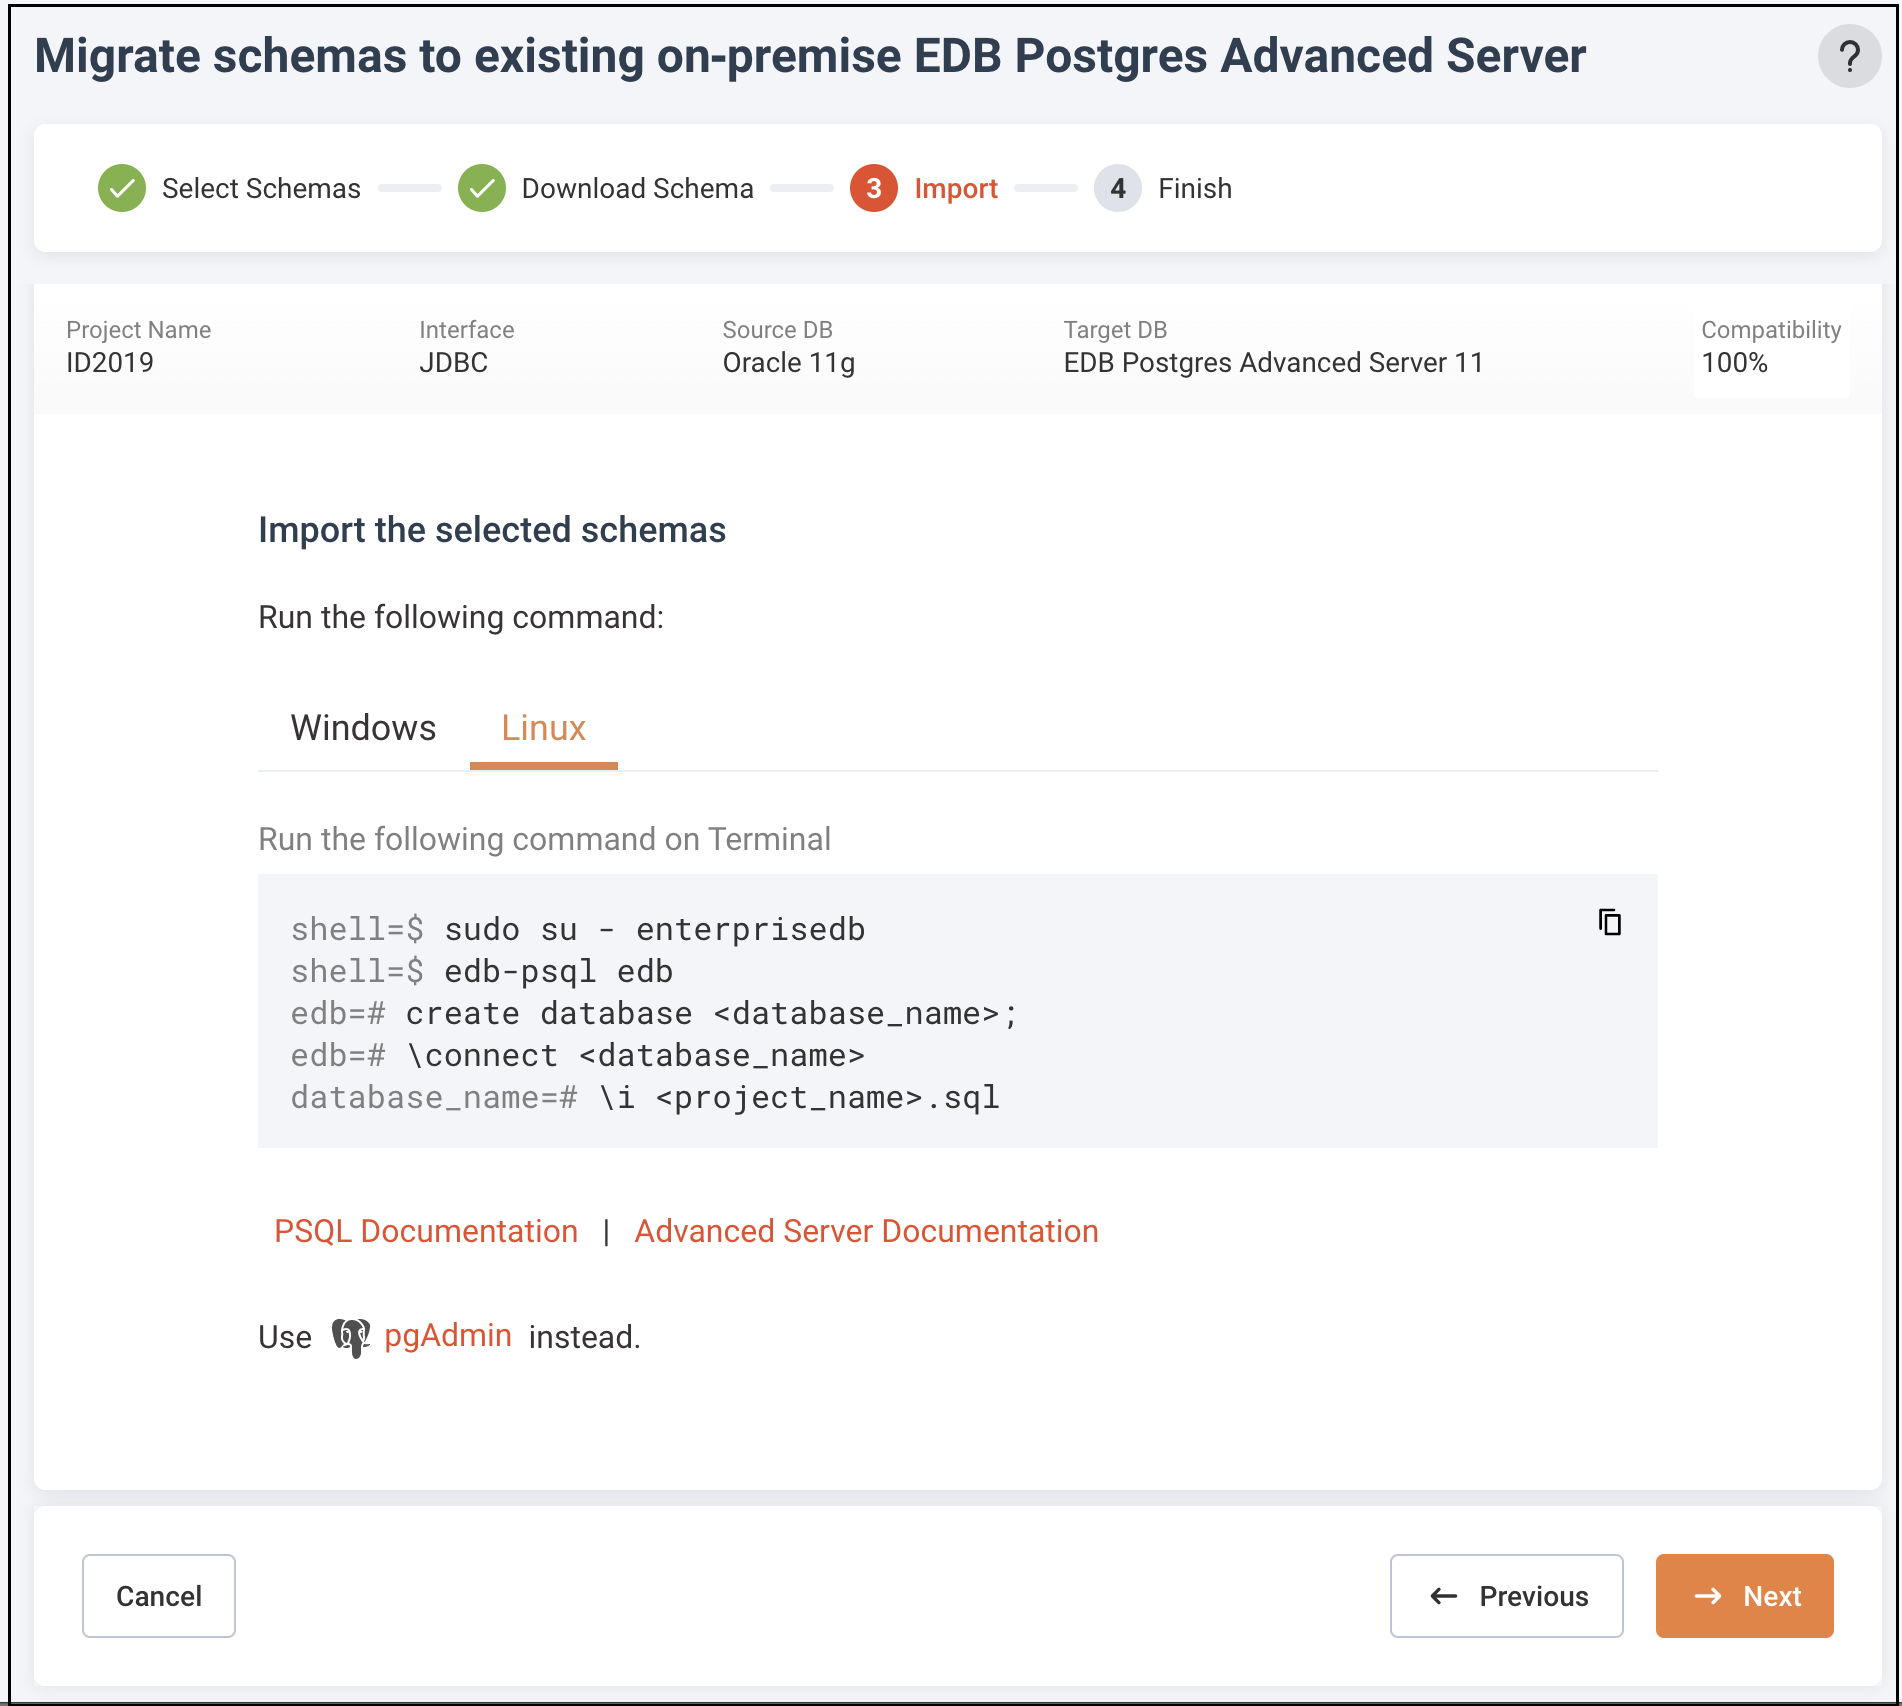 Migrate schemas to existing on-premise EDB Postgres Advanced Server
?
Select Schemas
Download Schema
3 Import
4 Finish
Project Name
ID2019
Interface
JDBC
Source DB
Oracle 11g
Target DB
EDB Postgres Advanced Server 11
Compatibility
100%
Import the selected schemas
Run the following command:
Windows
Linux
Run the following command on Terminal
shell=$ sudo su - enterprisedb
shell=$ edb-psql edb
edb=# create database <database_name>;
edb=# \connect <database_name>
database_name=# \i <project_name>.sql
PSQL Documentation | Advanced Server Documentation
Use pgAdmin instead.
Cancel
← Previous
→ Next